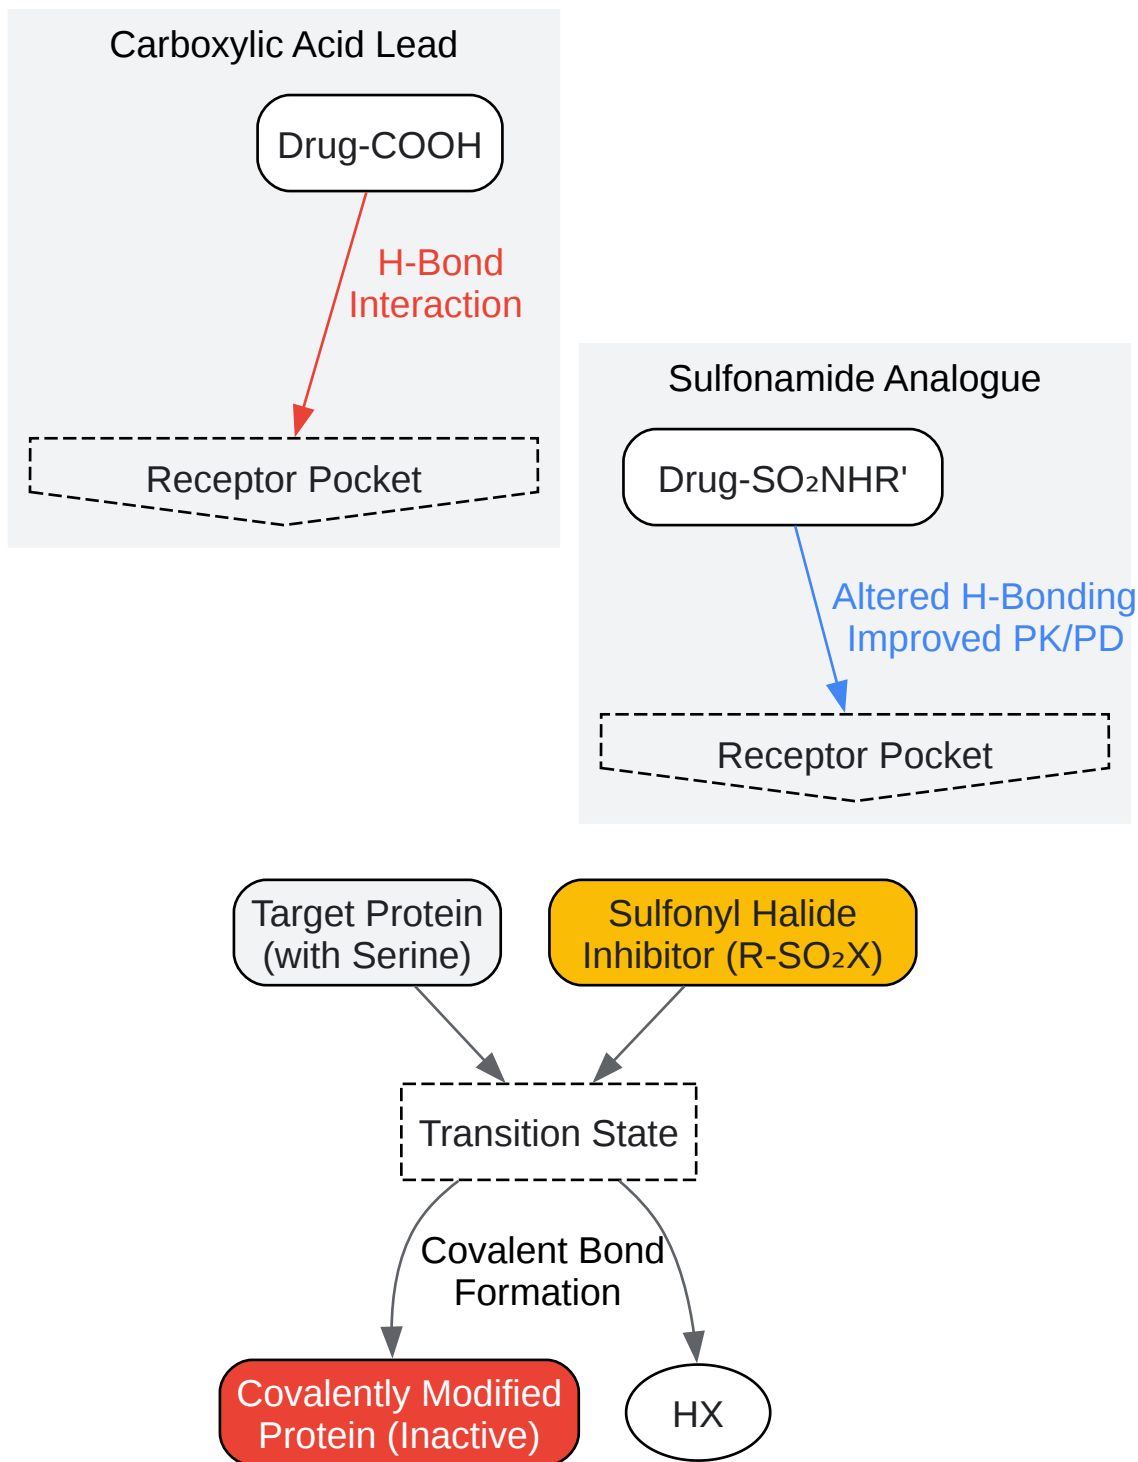 Carboxylic Acid Lead
Drug-COOH
H-Bond
Interaction
Receptor Pocket
Sulfonamide Analogue
Drug-SO₂NHR'
Altered H-Bonding
Improved PK/PD
Receptor Pocket
Target Protein
(with Serine)
Sulfonyl Halide
Inhibitor (R-SO₂X)
Transition State
Covalent Bond
Formation
Covalently Modified
Protein (Inactive)
HX